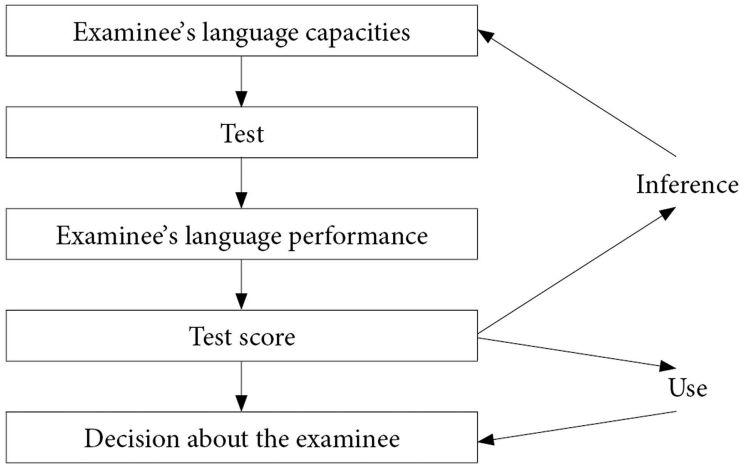 Examinee’s language capacities
Test
Inference
Examinee’s language performance
Test score
Use
Decision about the examinee